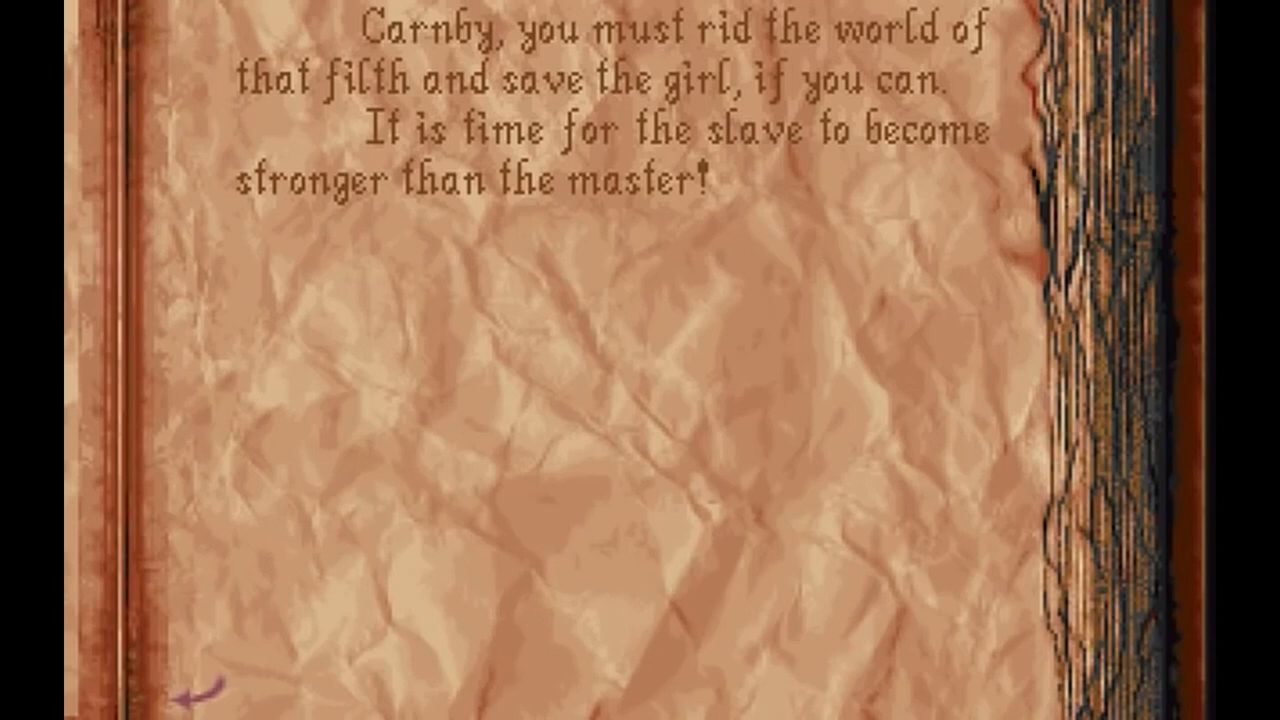 Carnby, you must rid the world of
that filth and save the girl, if you can.
It is time for the slave to become
stronger than the master!